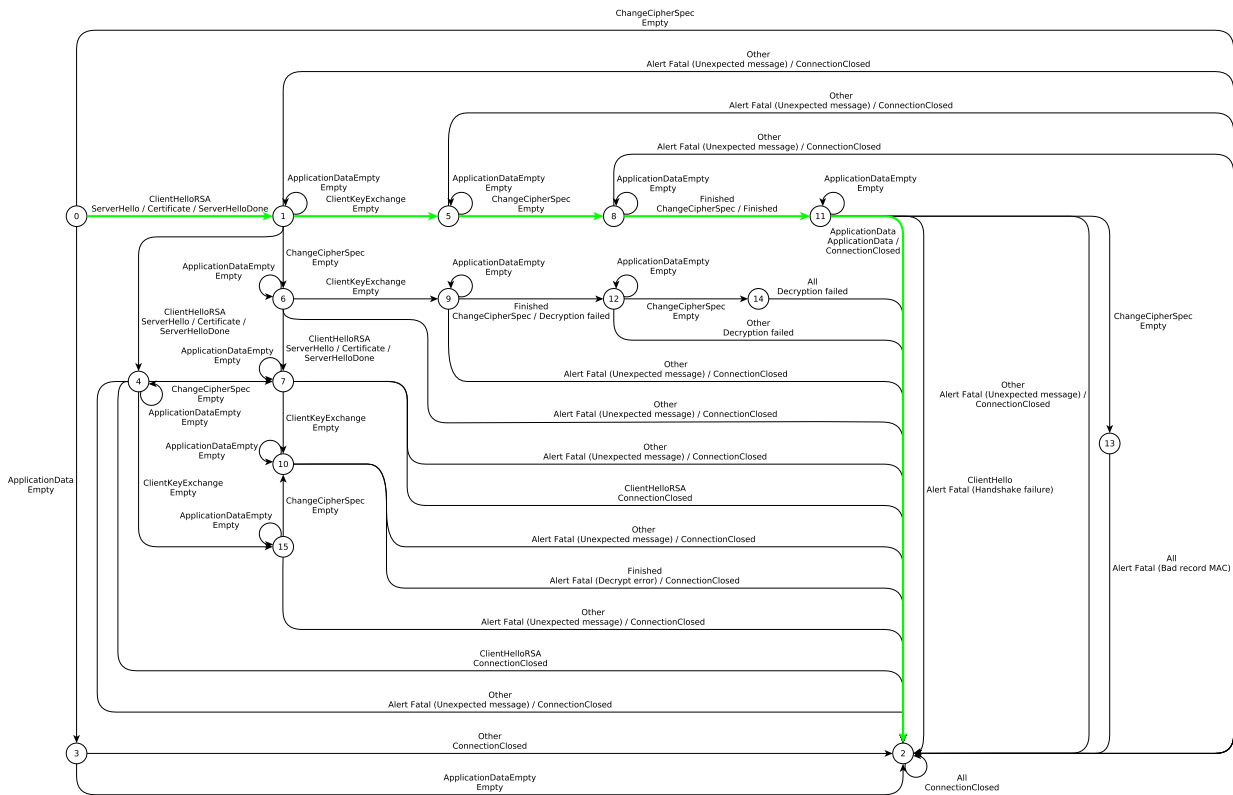 ChangeCipherSpec
Empty
Other
Alert Fatal (Unexpected message) / ConnectionClosed
Other
Alert Fatal (Unexpected message) / ConnectionClosed
Other
Alert Fatal (Unexpected message) / ConnectionClosed
ApplicationDataEmpty
Empty
ApplicationDataEmpty
Empty
ApplicationDataEmpty
Empty
ApplicationDataEmpty
Empty
ClientHelloRSA
ServerHello / Certificate / ServerHelloDone
ClientKeyExchange
Empty
ChangeCipherSpec
Empty
Finished
ChangeCipherSpec / Finished
0
1
5
8
11
ApplicationData
ApplicationData /
ConnectionClosed
ChangeCipherSpec
Empty
ApplicationDataEmpty
Empty
ClientKeyExchange
Empty
ApplicationDataEmpty
Empty
ApplicationDataEmpty
Empty
All
Decryption failed
6
9
12
14
Finished
ChangeCipherSpec / Decryption failed
ChangeCipherSpec
Empty
Other
Decryption failed
ChangeCipherSpec
Empty
ClientHelloRSA
ServerHello / Certificate /
ServerHelloDone
ClientHelloRSA
ServerHello / Certificate /
ServerHelloDone
ApplicationDataEmpty
Empty
Other
Alert Fatal (Unexpected message) / ConnectionClosed
4
7
ChangeCipherSpec
Empty
ApplicationDataEmpty
Empty
Other
Alert Fatal (Unexpected message) /
ConnectionClosed
ClientKeyExchange
Empty
Other
Alert Fatal (Unexpected message) / ConnectionClosed
13
ApplicationDataEmpty
Empty
10
Other
Alert Fatal (Unexpected message) / ConnectionClosed
ApplicationData
Empty
ClientKeyExchange
Empty
ClientHelloRSA
ConnectionClosed
ClientHello
Alert Fatal (Handshake failure)
ChangeCipherSpec
Empty
ApplicationDataEmpty
Empty
15
Other
Alert Fatal (Unexpected message) / ConnectionClosed
All
Alert Fatal (Bad record MAC)
Finished
Alert Fatal (Decrypt error) / ConnectionClosed
Other
Alert Fatal (Unexpected message) / ConnectionClosed
ClientHelloRSA
ConnectionClosed
Other
Alert Fatal (Unexpected message) / ConnectionClosed
3
Other
ConnectionClosed
2
ApplicationDataEmpty
Empty
All
ConnectionClosed